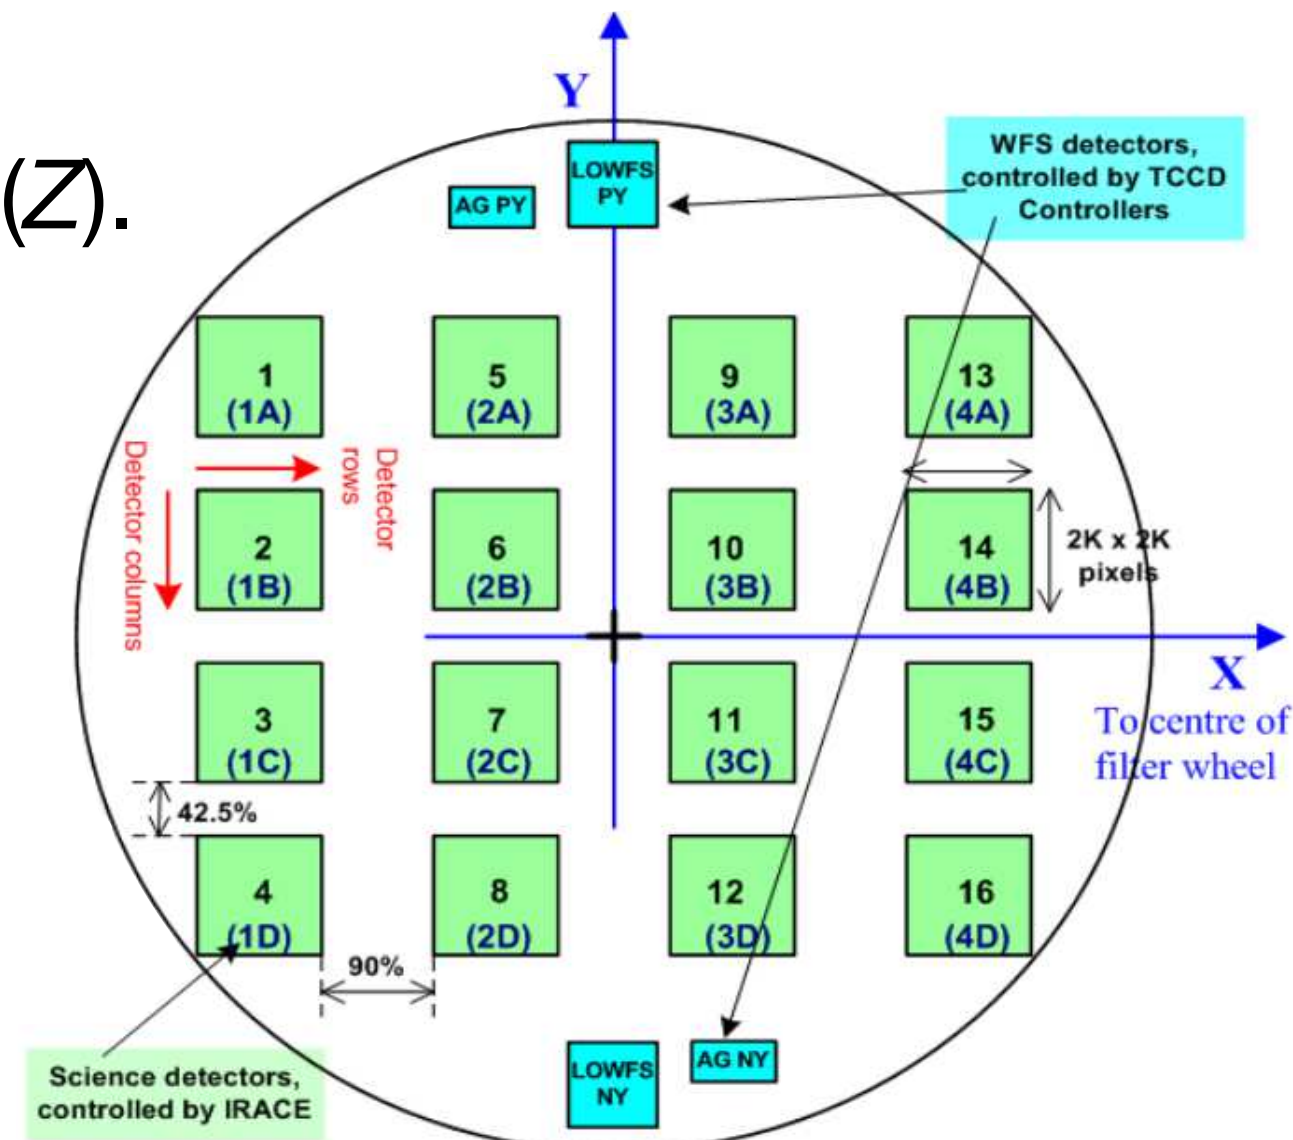 (Z).
Y
LOWFS
PY
AG PY
WFS detectors,
controlled by TCCD
Controllers
1
(1A)
5
(2A)
9
(3A)
13
(4A)
Detector columns
Detector
rows
2
(1B)
6
(2B)
10
(3B)
14
(4B)
2K x 2K
pixels
X
To centre of
filter wheel
3
(1C)
7
(2C)
11
(3C)
15
(4C)
42.5%
4
(1D)
8
(2D)
12
(3D)
16
(4D)
90%
Science detectors,
controlled by IRACE
LOWFS
NY
AG NY